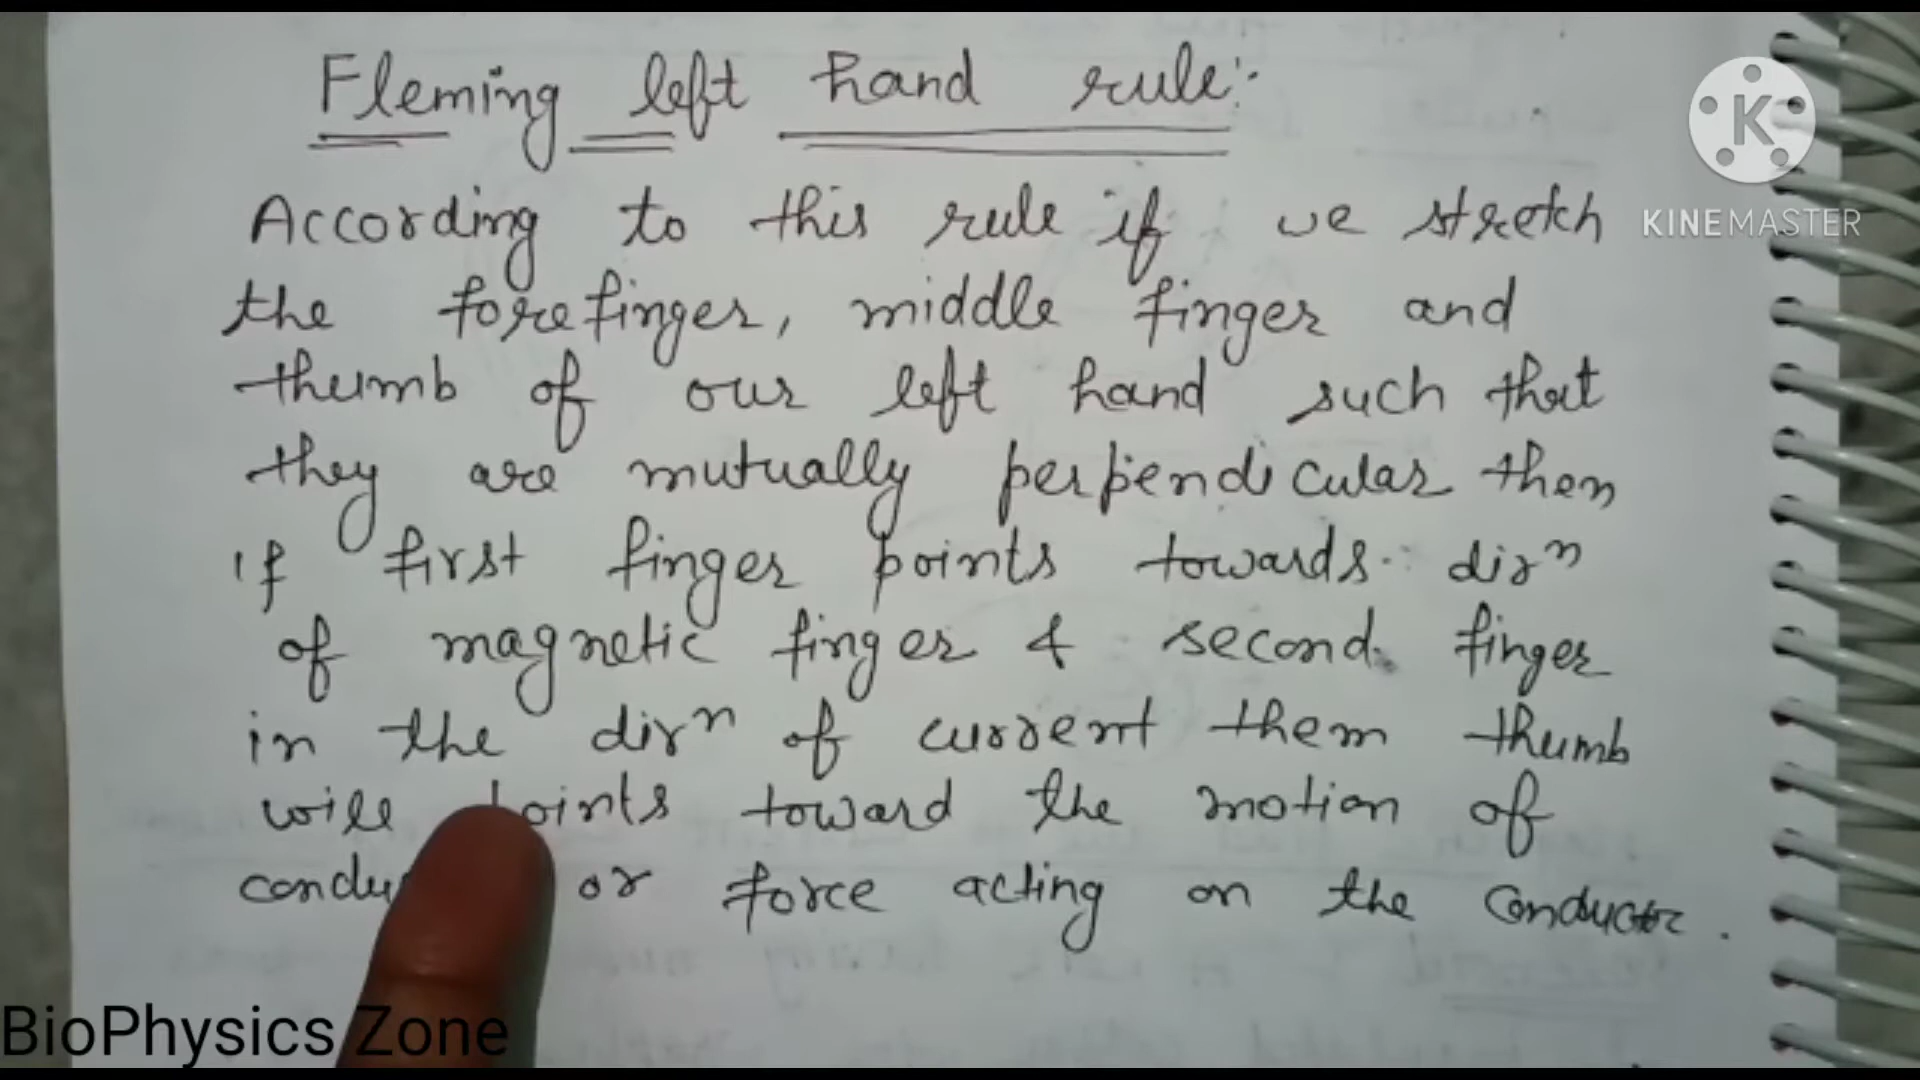 Fleming left hand rule:-
According to this rule if we stretch
the forefinger, middle finger and
thumb of our left hand such that
they are mutually perpendicular then
if first finger points towards dirⁿ
of magnetic finger & second finger
in the dirⁿ of current them thumb
will points toward the motion of
or force acting on the conductor.
K
KINEMASTER
BioPhysics Zone